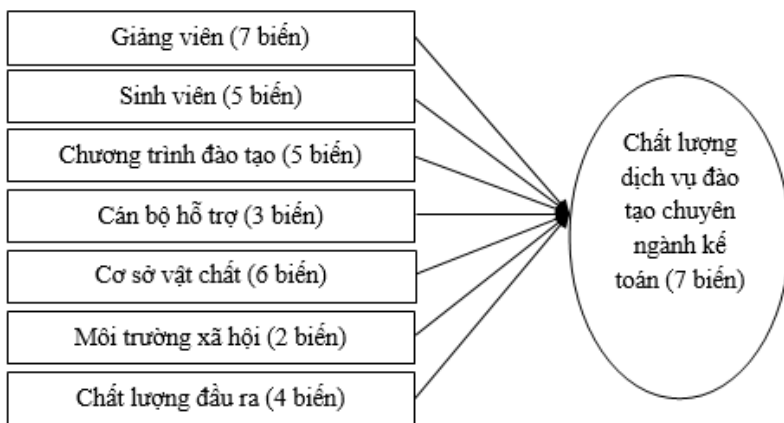 Giảng viên (7 biến)
Sinh viên (5 biến)
Chương trình đào tạo (5 biến)
Cán bộ hỗ trợ (3 biến)
Cơ sở vật chất (6 biến)
Môi trường xã hội (2 biến)
Chất lượng đầu ra (4 biến)
Chất lượng
dịch vụ đào
tạo chuyên
ngành kế
toán (7 biến)